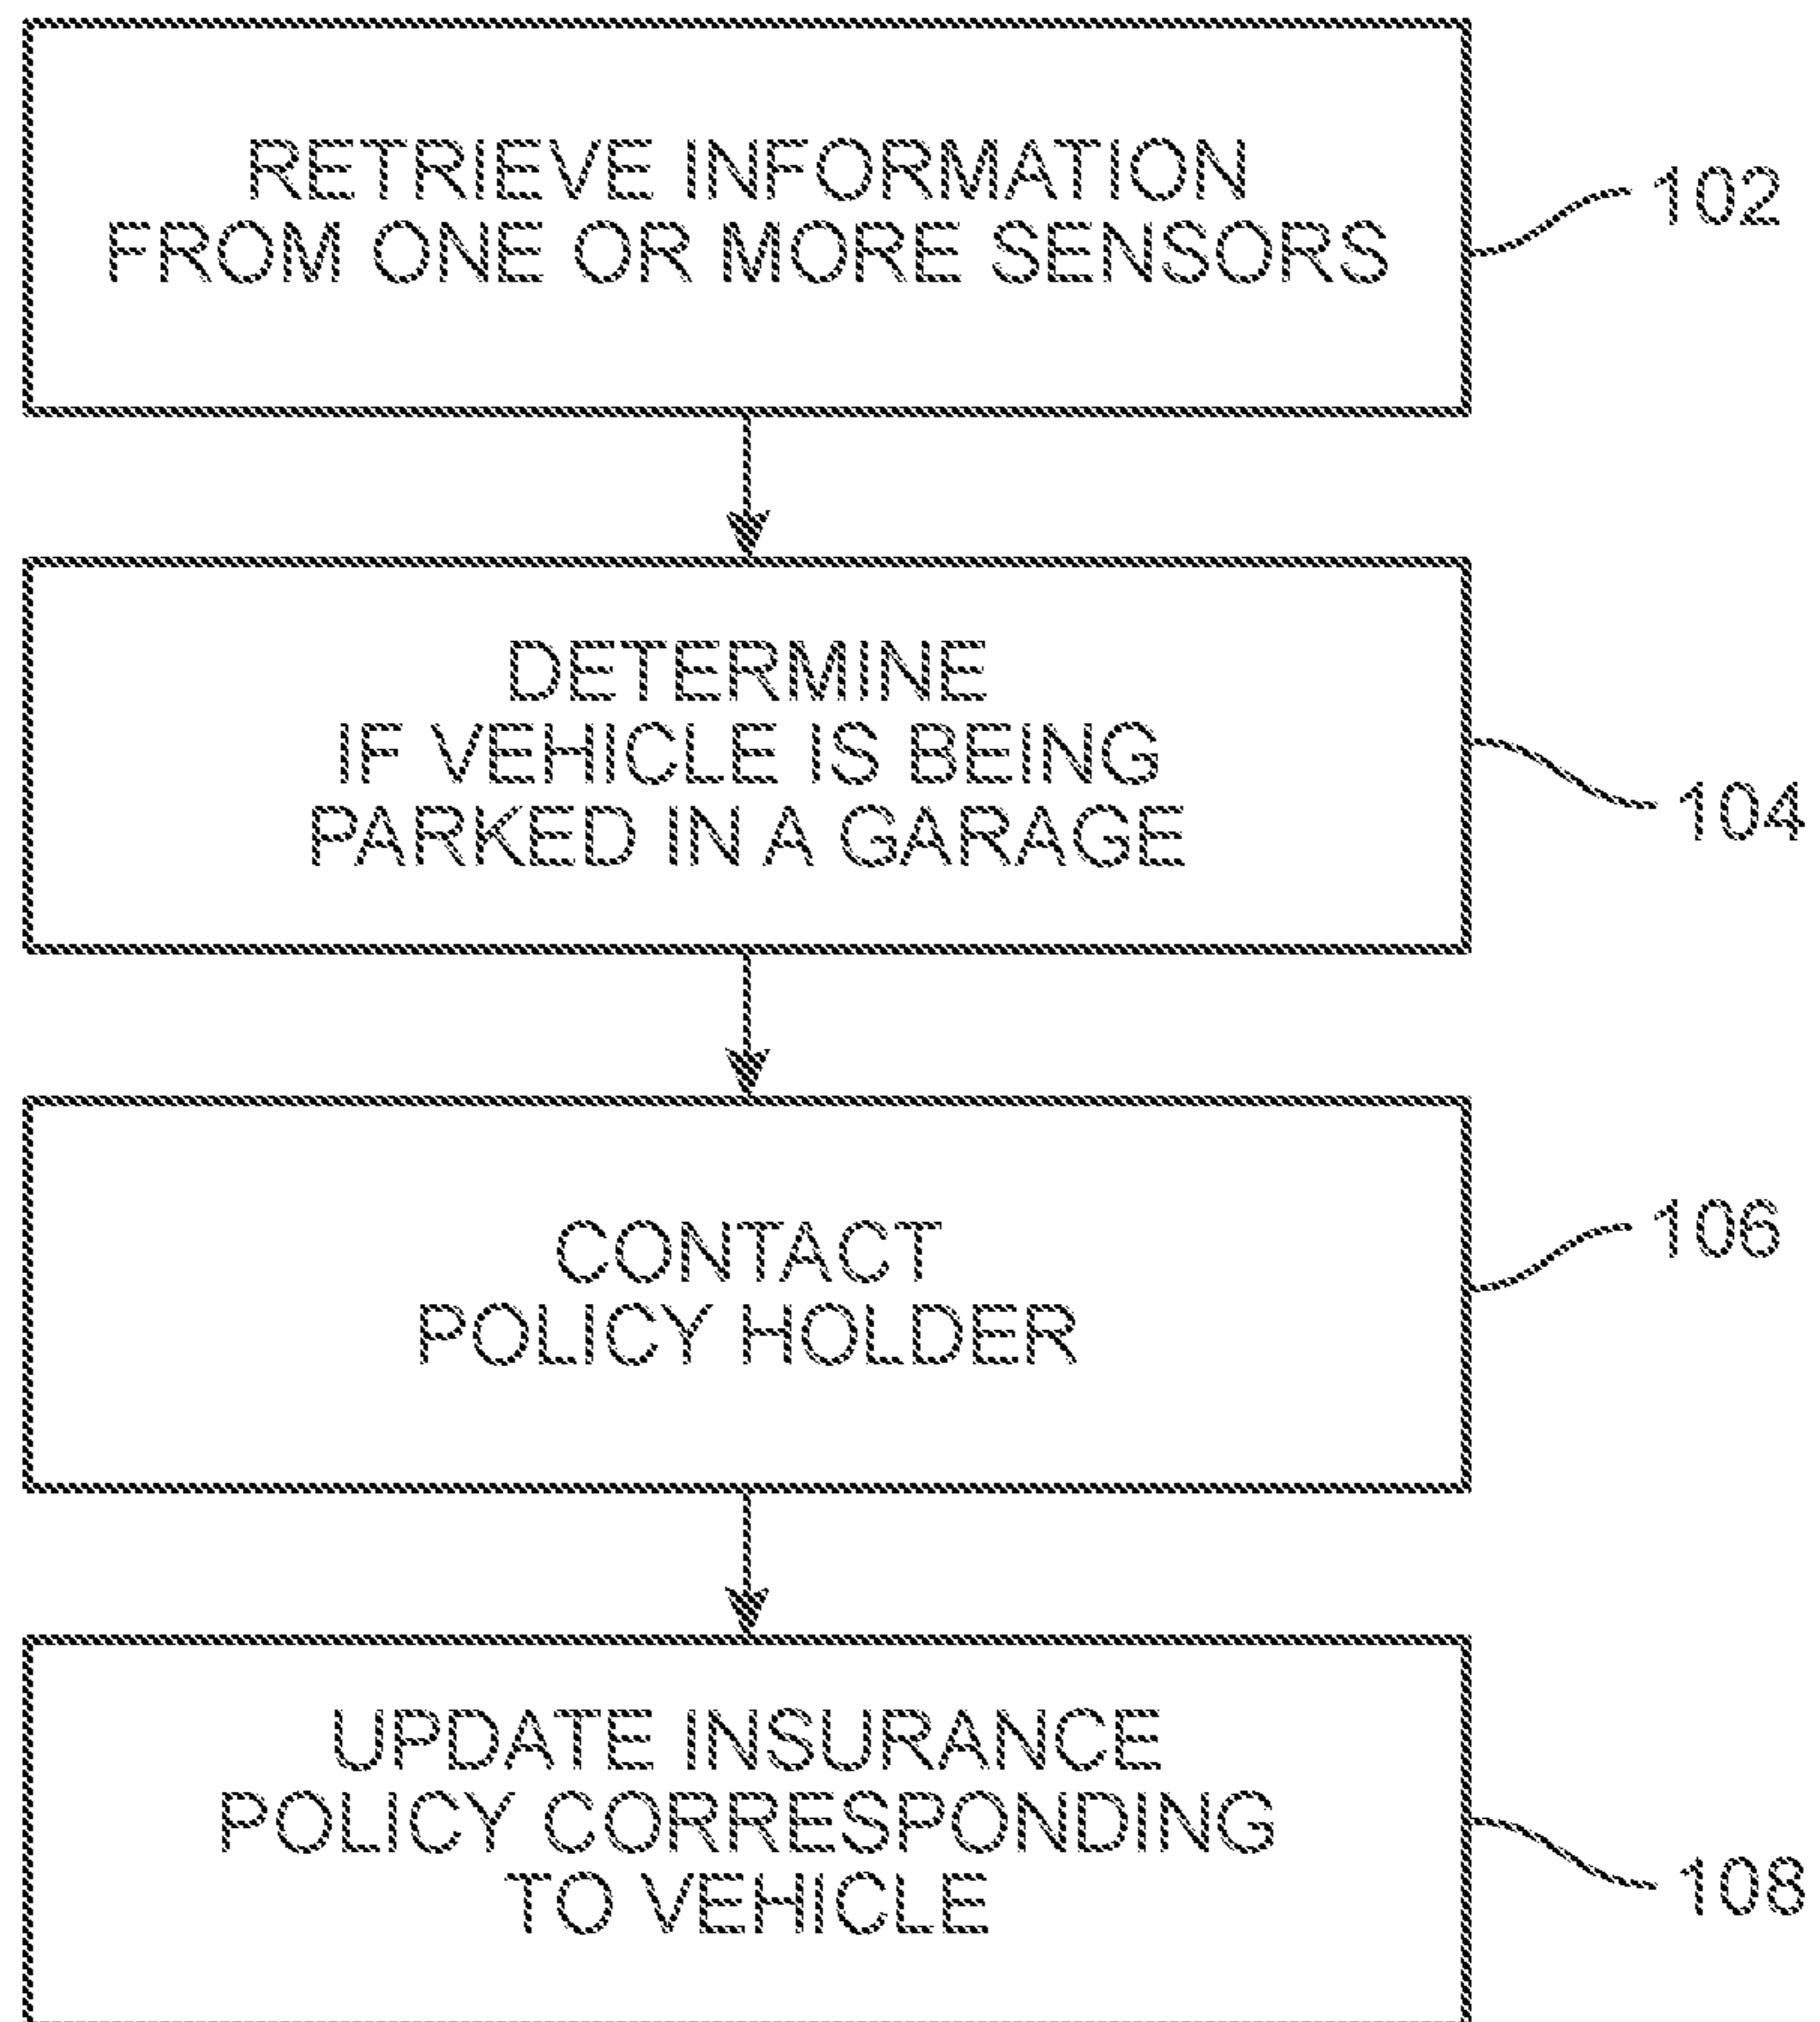 RETRIEVE INFORMATION
FROM ONE OR MORE SENSORS
102
DETERMINE
IF VEHICLE IS BEING
PARKED IN A GARAGE
104
CONTACT
POLICY HOLDER
106
UPDATE INSURANCE
POLICY CORRESPONDING
TO VEHICLE
108